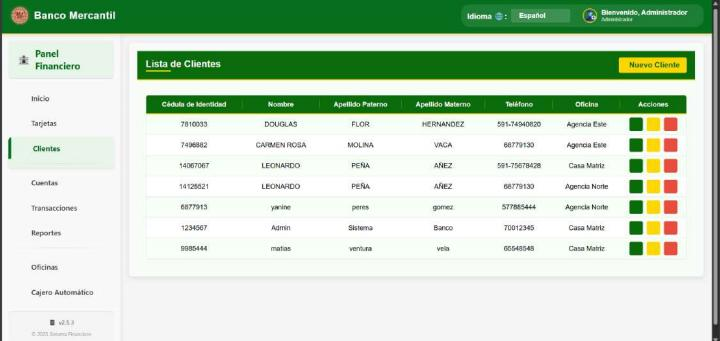 Banco Mercantil
Idioma 🌐: Español
Bienvenido, Administrador
Administrador
Panel Financiero
Inicio
Tarjetas
Clientes
Cuentas
Transacciones
Reportes
Oficinas
Cajero Automático
v2.5.3
© 2025 Sistema Financiero
Lista de Clientes
Nuevo Cliente
Cédula de Identidad Nombre Apellido Paterno Apellido Materno Teléfono Oficina Acciones
7810033 DOUGLAS FLOR HERNANDEZ 591-74940820 Agencia Este
7496882 CARMEN ROSA MOLINA VACA 68779130 Agencia Este
14067067 LEONARDO PEÑA AÑEZ 591-75678428 Casa Matriz
14126521 LEONARDO PEÑA AÑEZ 68779130 Agencia Norte
6877913 yanine peres gomez 577885444 Agencia Norte
1234567 Admin Sistema Banco 70012345 Casa Matriz
9985444 matias ventura vela 65548548 Casa Matriz